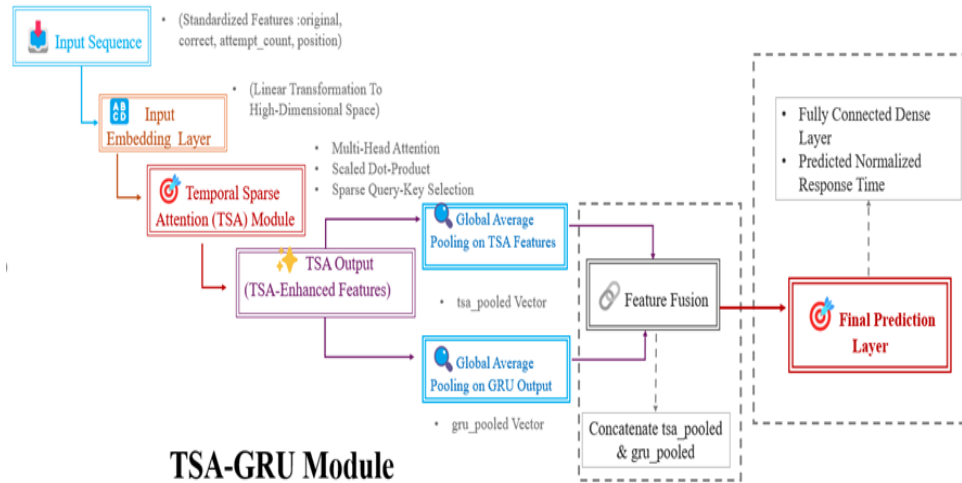 Input Sequence
• (Standardized Features :original,
correct, attempt_count, position)
Input
Embedding Layer
• (Linear Transformation To
High-Dimensional Space)
• Multi-Head Attention
• Scaled Dot-Product
• Sparse Query-Key Selection
Temporal Sparse
Attention (TSA) Module
TSA Output
(TSA-Enhanced Features)
Global Average
Pooling on TSA Features
• tsa_pooled Vector
Global Average
Pooling on GRU Output
• gru_pooled Vector
Feature Fusion
Concatenate tsa_pooled
& gru_pooled
• Fully Connected Dense
Layer
• Predicted Normalized
Response Time
Final Prediction
Layer
TSA-GRU Module